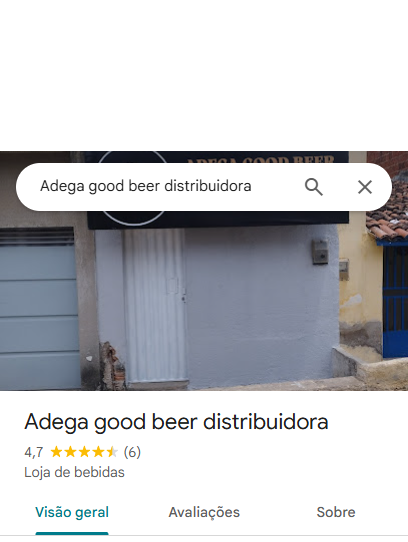 ADEGA GOOD BEER
Adega good beer distribuidora
Adega good beer distribuidora
4,7 (6)
Loja de bebidas
Visão geral Avaliações Sobre